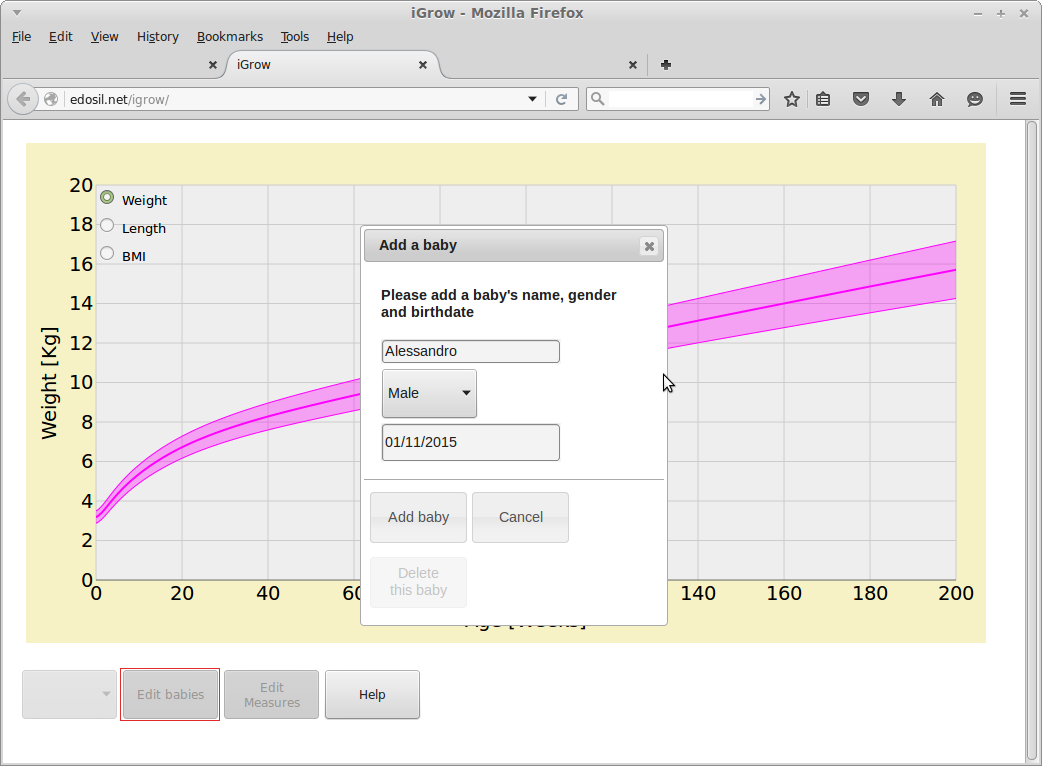 iGrow - Mozilla Firefox
File Edit View History Bookmarks Tools Help
iGrow
edosil.net/igrow/
20
18
16
14
12
10
8
6
4
2
0
Weight [Kg]
Weight
Length
BMI
Add a baby
Please add a baby's name, gender
and birthdate
Alessandro
Male
01/11/2015
Add baby Cancel
Delete
this baby
0 20 40 60 140 160 180 200
Age [Weeks]
Edit babies
Edit
Measures
Help